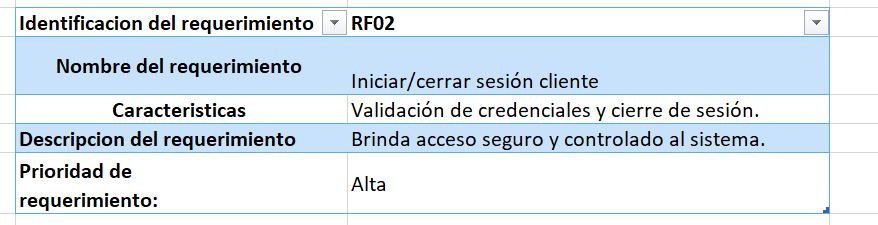 Identificacion del requerimiento RF02
Nombre del requerimiento Iniciar/cerrar sesión cliente
Caracteristicas Validación de credenciales y cierre de sesión.
Descripcion del requerimiento Brinda acceso seguro y controlado al sistema.
Prioridad de
requerimiento: Alta